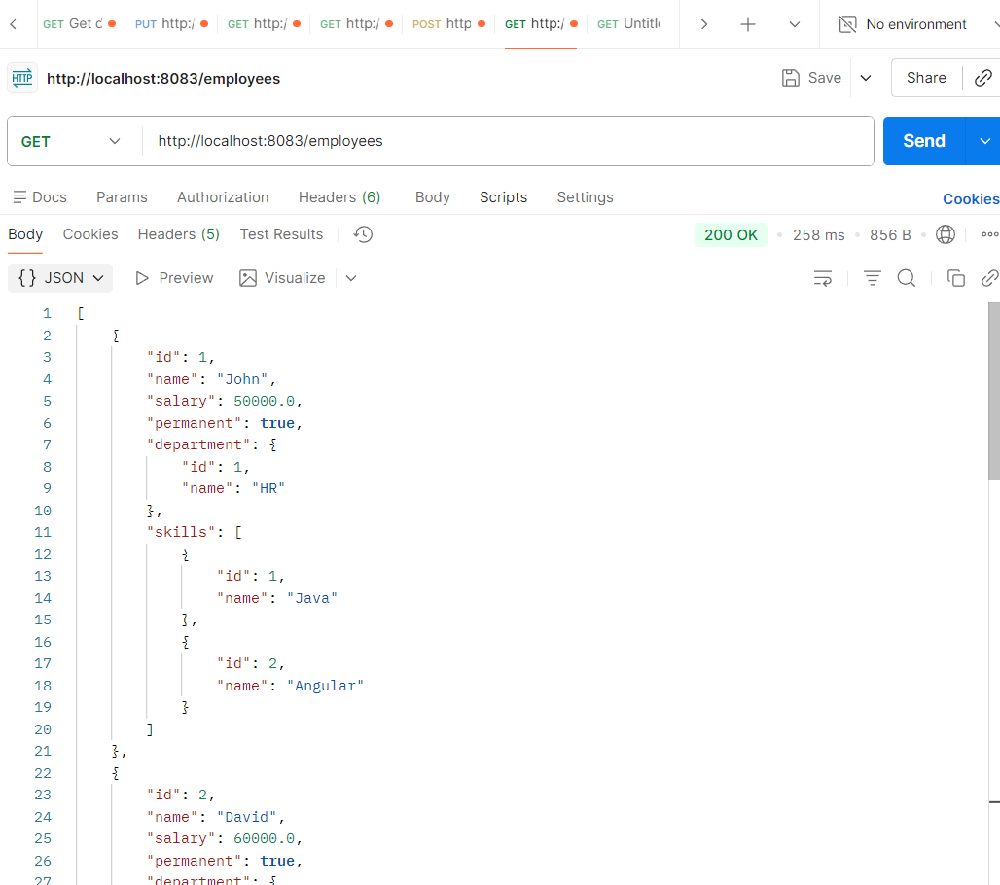 GET Get d PUT http:/ GET http:/ GET http:/ POST http GET http:/ GET Untitl No environment
HTTP http://localhost:8083/employees Save Share
GET http://localhost:8083/employees Send
Docs Params Authorization Headers (6) Body Scripts Settings Cookies
Body Cookies Headers (5) Test Results 200 OK 258 ms 856 B
{} JSON Preview Visualize
1 [
2 {
3 "id": 1,
4 "name": "John",
5 "salary": 50000.0,
6 "permanent": true,
7 "department": {
8 "id": 1,
9 "name": "HR"
10 },
11 "skills": [
12 {
13 "id": 1,
14 "name": "Java"
15 },
16 {
17 "id": 2,
18 "name": "Angular"
19 }
20 ]
21 },
22 {
23 "id": 2,
24 "name": "David",
25 "salary": 60000.0,
26 "permanent": true,
27 "department": {